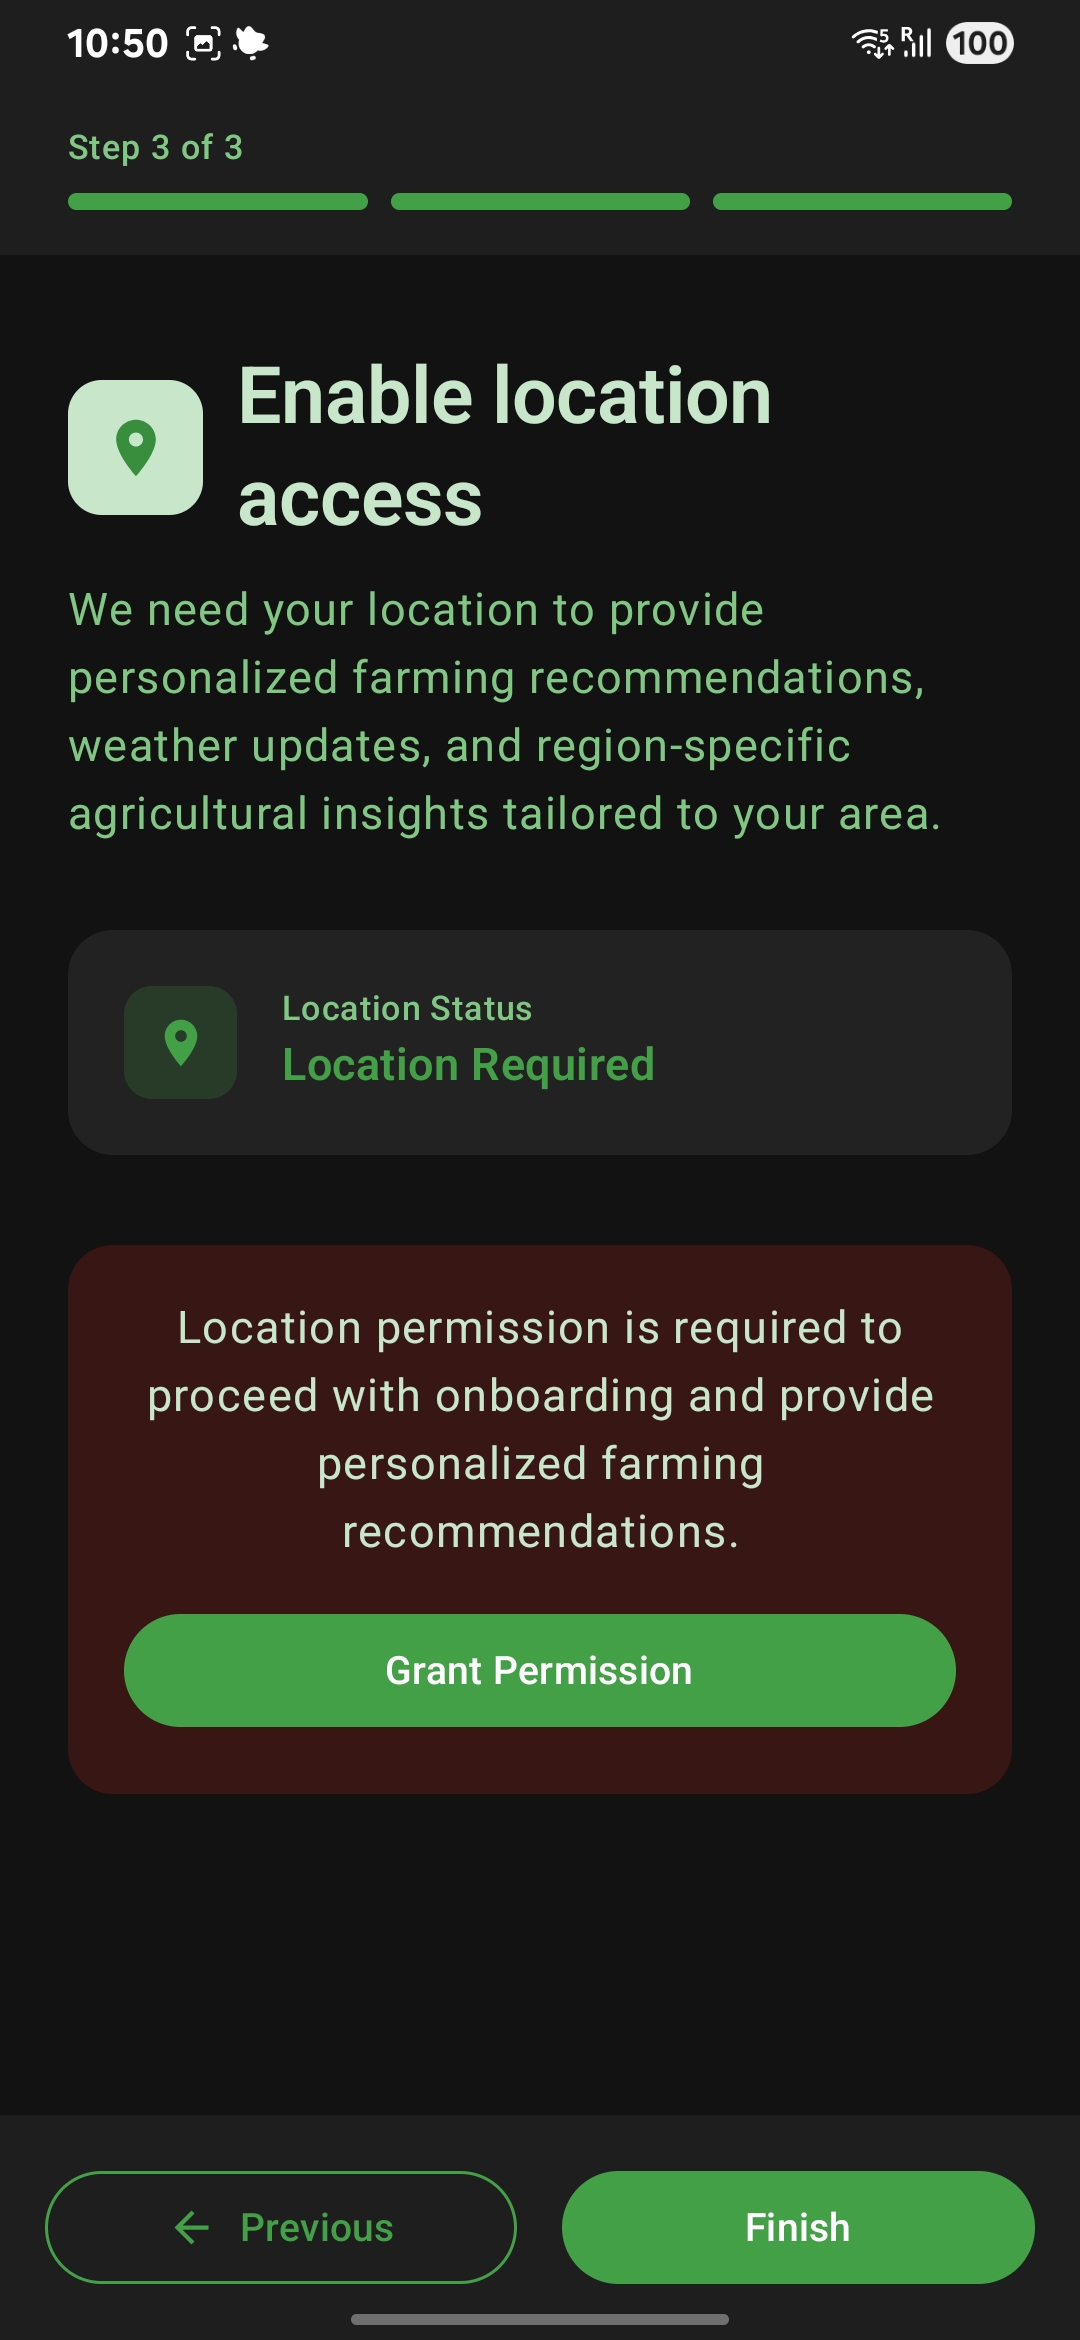 10:50
5 R 100
Step 3 of 3
Enable location
access
We need your location to provide
personalized farming recommendations,
weather updates, and region-specific
agricultural insights tailored to your area.
Location Status
Location Required
Location permission is required to
proceed with onboarding and provide
personalized farming
recommendations.
Grant Permission
Previous
Finish